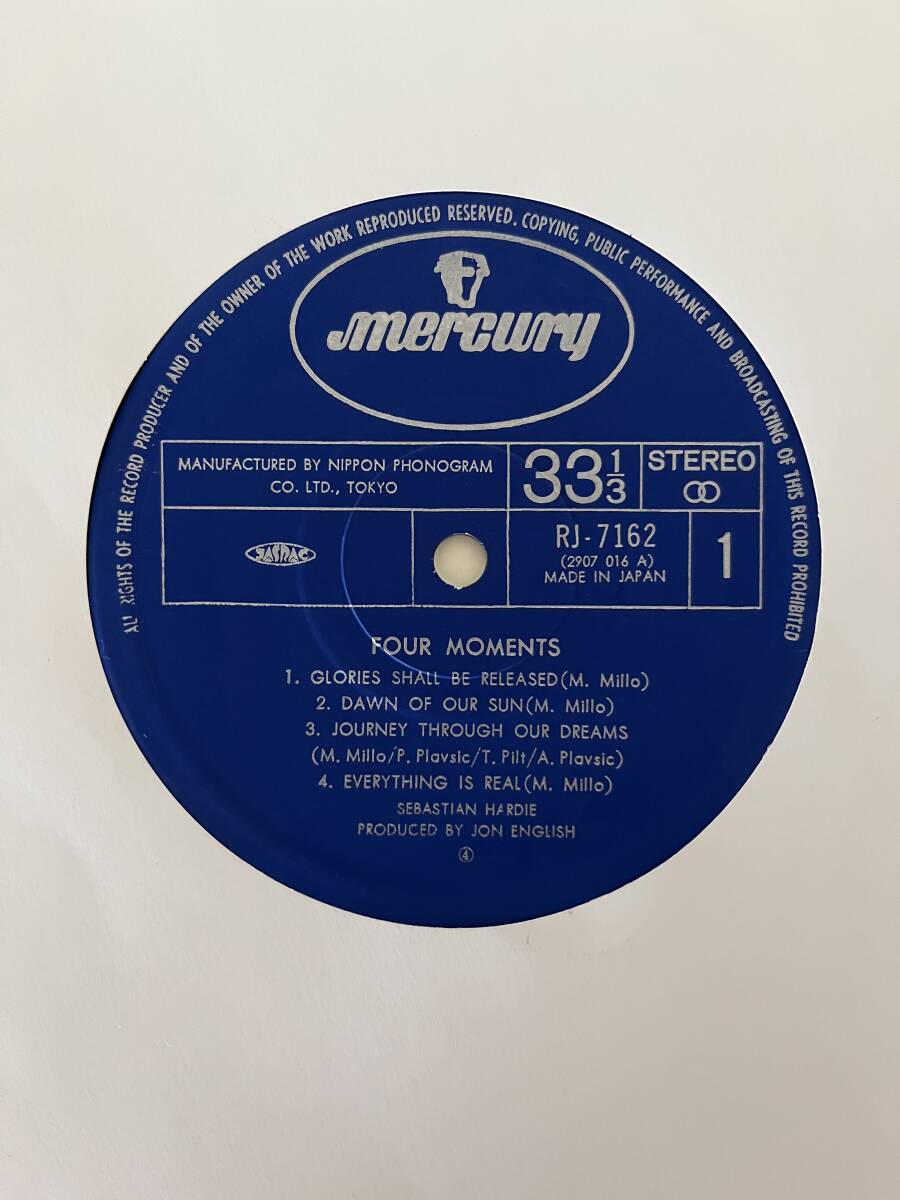 ALL RIGHTS OF THE RECORD PRODUCER AND OF THE OWNER OF THE WORK REPRODUCED RESERVED. COPYING, PUBLIC PERFORMANCE AND BROADCASTING OF THIS RECORD PROHIBITED
mercury
MANUFACTURED BY NIPPON PHONOGRAM
CO. LTD., TOKYO
33 1/3
STEREO
JASRAC
RJ-7162
(2907 016 A)
MADE IN JAPAN
1
FOUR MOMENTS
1. GLORIES SHALL BE RELEASED(M. Millo)
2. DAWN OF OUR SUN(M. Millo)
3. JOURNEY THROUGH OUR DREAMS
(M. Millo/P. Plavsic/T. Pilt/A. Plavsic)
4. EVERYTHING IS REAL(M. Millo)
SEBASTIAN HARDIE
PRODUCED BY JON ENGLISH
④